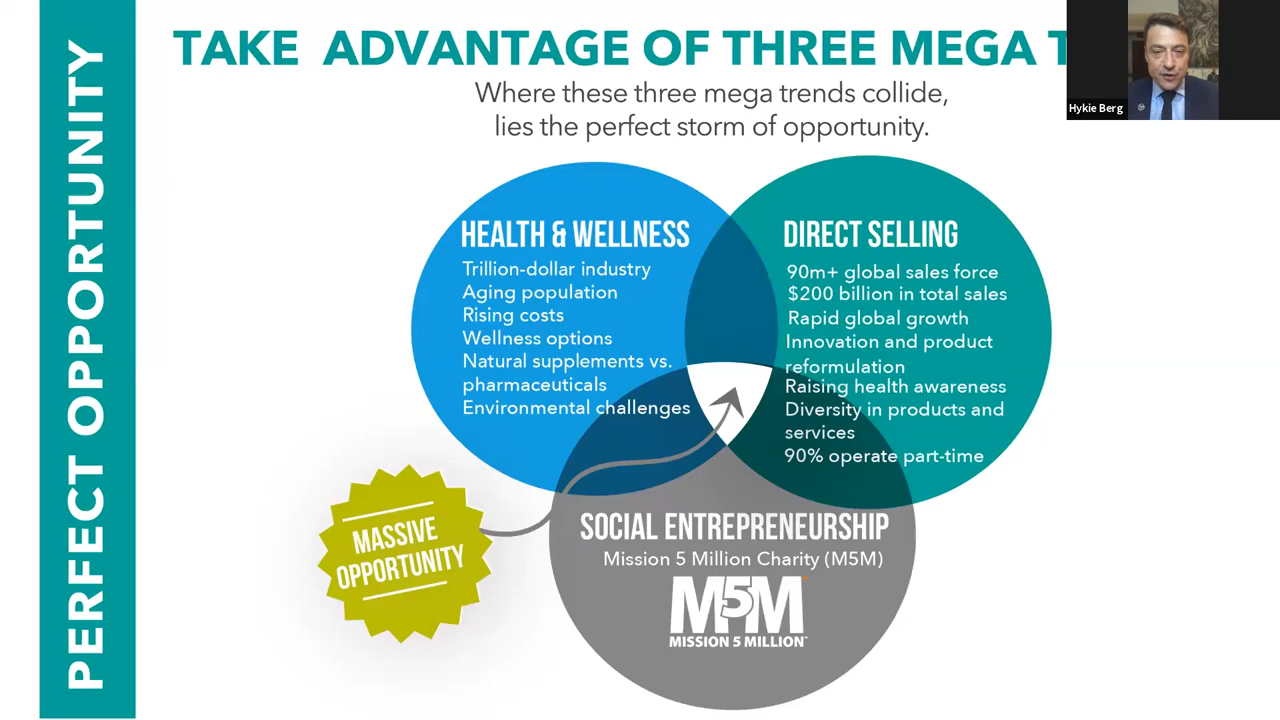 PERFECT OPPORTUNITY
TAKE ADVANTAGE OF THREE MEGA
Where these three mega trends collide,
lies the perfect storm of opportunity.
Hykie Berg
HEALTH & WELLNESS
Trillion-dollar industry
Aging population
Rising costs
Wellness options
Natural supplements vs.
pharmaceuticals
Environmental challenges
DIRECT SELLING
90m+ global sales force
$200 billion in total sales
Rapid global growth
Innovation and product
reformulation
Raising health awareness
Diversity in products and
services
90% operate part-time
MASSIVE
OPPORTUNITY
SOCIAL ENTREPRENEURSHIP
Mission 5 Million Charity (M5M)
M5M
MISSION 5 MILLION™